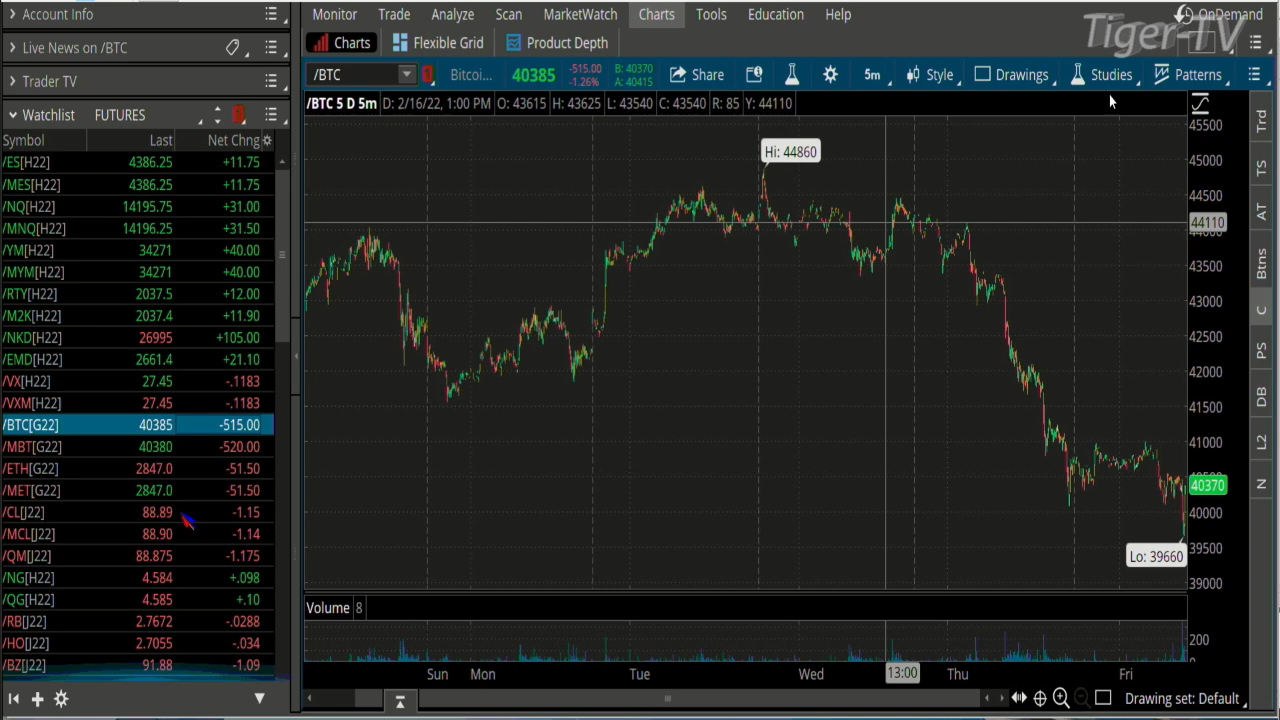 Account Info
Monitor Trade Analyze Scan MarketWatch Charts Tools Education Help OnDemand
Tiger-TV
Live News on /BTC
Charts Flexible Grid Product Depth
Trader TV
/BTC Bitcoi... 40385 -515.00 -1.26% B: 40370 A: 40415 Share 5m Style Drawings Studies Patterns
/BTC 5 D 5m D: 2/16/22, 1:00 PM O: 43615 H: 43625 L: 43540 C: 43540 R: 85 Y: 44110
Watchlist FUTURES
Symbol Last Net Chng
/ES[H22] 4386.25 +11.75
/MES[H22] 4386.25 +11.75
/NQ[H22] 14195.75 +31.00
/MNQ[H22] 14196.25 +31.50
/YM[H22] 34271 +40.00
/MYM[H22] 34271 +40.00
/RTY[H22] 2037.5 +12.00
/M2K[H22] 2037.4 +11.90
/NKD[H22] 26995 +105.00
/EMD[H22] 2661.4 +21.10
/VX[H22] 27.45 -.1183
/VXM[H22] 27.45 -.1183
/BTC[G22] 40385 -515.00
/MBT[G22] 40380 -520.00
/ETH[G22] 2847.0 -51.50
/MET[G22] 2847.0 -51.50
/CL[J22] 88.89 -1.15
/MCL[J22] 88.90 -1.14
/QM[J22] 88.875 -1.175
/NG[H22] 4.584 +.098
/QG[H22] 4.585 +.10
/RB[J22] 2.7672 -.0288
/HO[J22] 2.7055 -.034
/BZ[J22] 91.88 -1.09
Hi: 44860
Lo: 39660
45500
45000
44500
44110
43500
43000
42500
42000
41500
41000
40370
40000
39500
39000
Trd
TS
AT
Btns
C
PS
DB
L2
N
Volume 8
200
0
Sun Mon Tue Wed 13:00 Thu Fri
Drawing set: Default